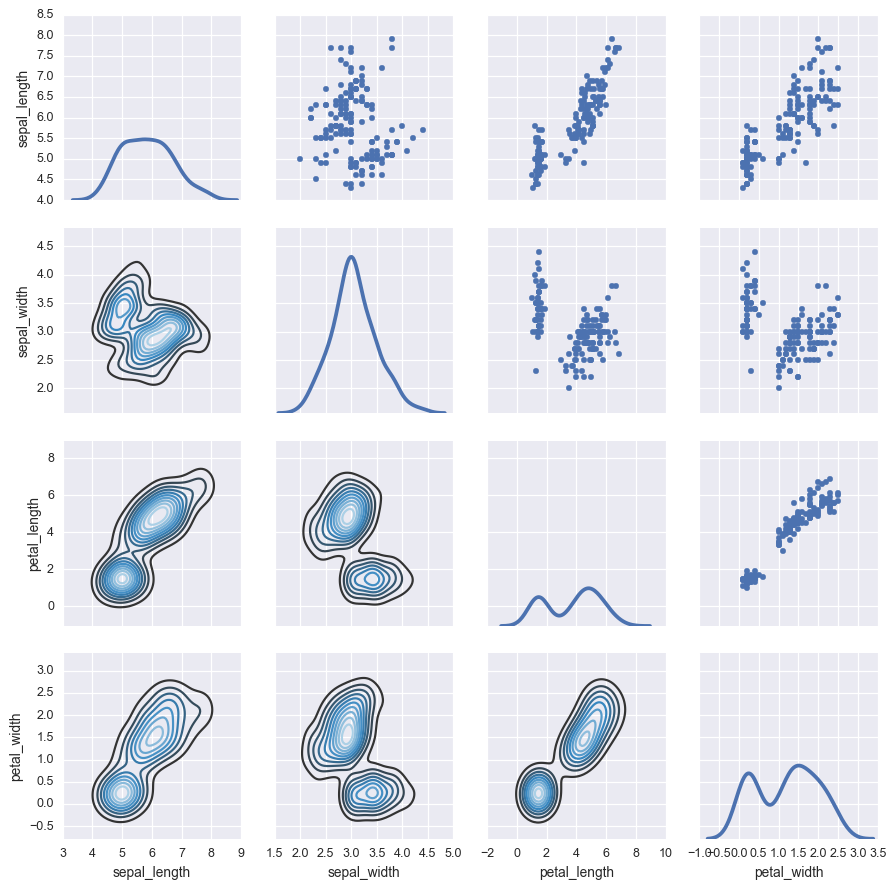 8.5
8.0
7.5
7.0
6.5
6.0
5.5
5.0
4.5
4.0
sepal_length
4.5
4.0
3.5
3.0
2.5
2.0
sepal_width
8
6
4
2
0
petal_length
3.0
2.5
2.0
1.5
1.0
0.5
0.0
−0.5
petal_width
3 4 5 6 7 8 9
sepal_length
1.5 2.0 2.5 3.0 3.5 4.0 4.5 5.0
sepal_width
−2 0 2 4 6 8 10
petal_length
−1.0−0.50.0 0.5 1.0 1.5 2.0 2.5 3.0 3.5
petal_width